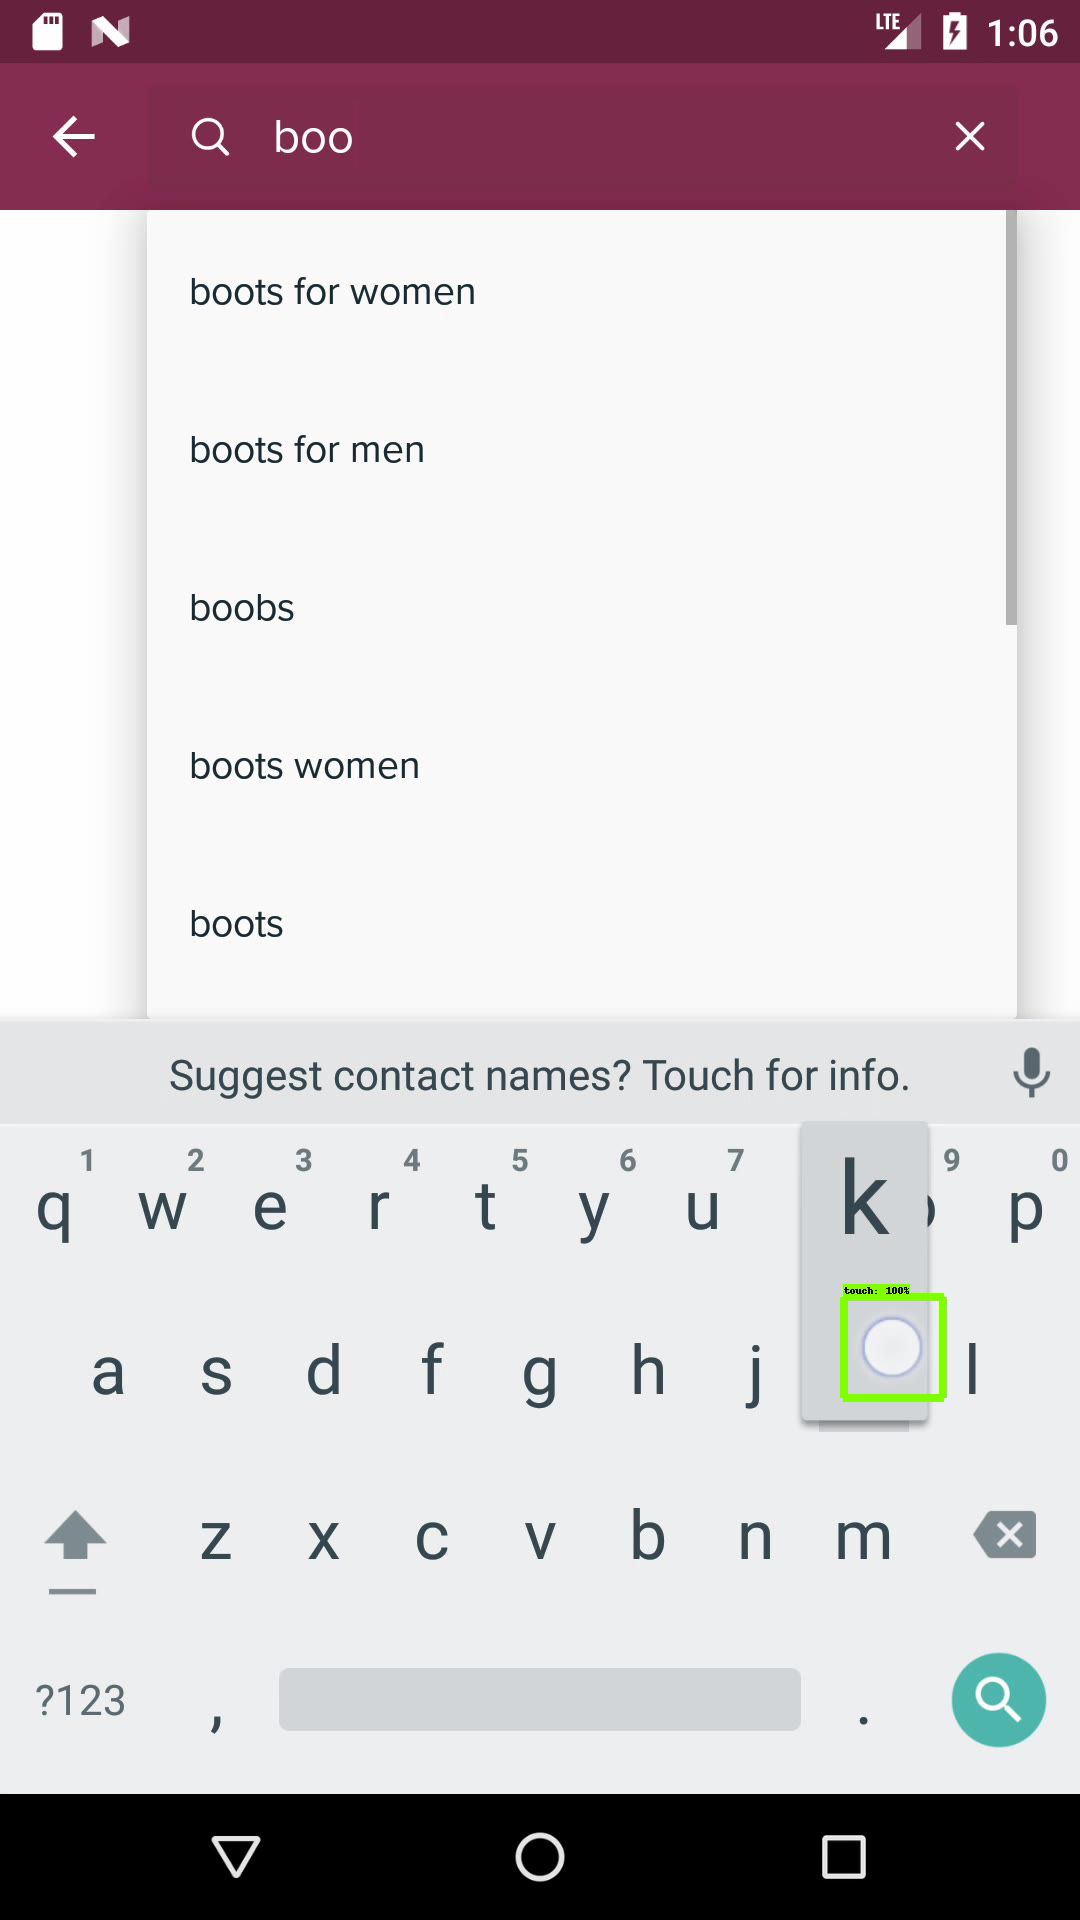 LTE 1:06
boo
boots for women
boots for men
boobs
boots women
boots
Suggest contact names? Touch for info.
1 2 3 4 5 6 7 9 0
q w e r t y u k p
touch: 100%
a s d f g h j l
z x c v b n m
?123 , .